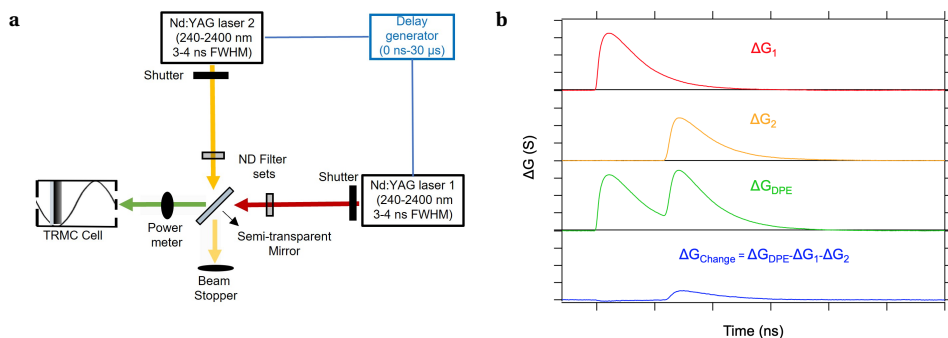 a
Nd:YAG laser 2
(240-2400 nm
3-4 ns FWHM)
Delay
generator
(0 ns-30 µs)
Shutter
ND Filter
sets
Shutter
Nd:YAG laser 1
(240-2400 nm
3-4 ns FWHM)
TRMC Cell
Power
meter
Semi-transparent
Mirror
Beam
Stopper
b
ΔG (S)
ΔG₁
ΔG₂
ΔG_DPE
ΔG_Change = ΔG_DPE-ΔG₁-ΔG₂
Time (ns)